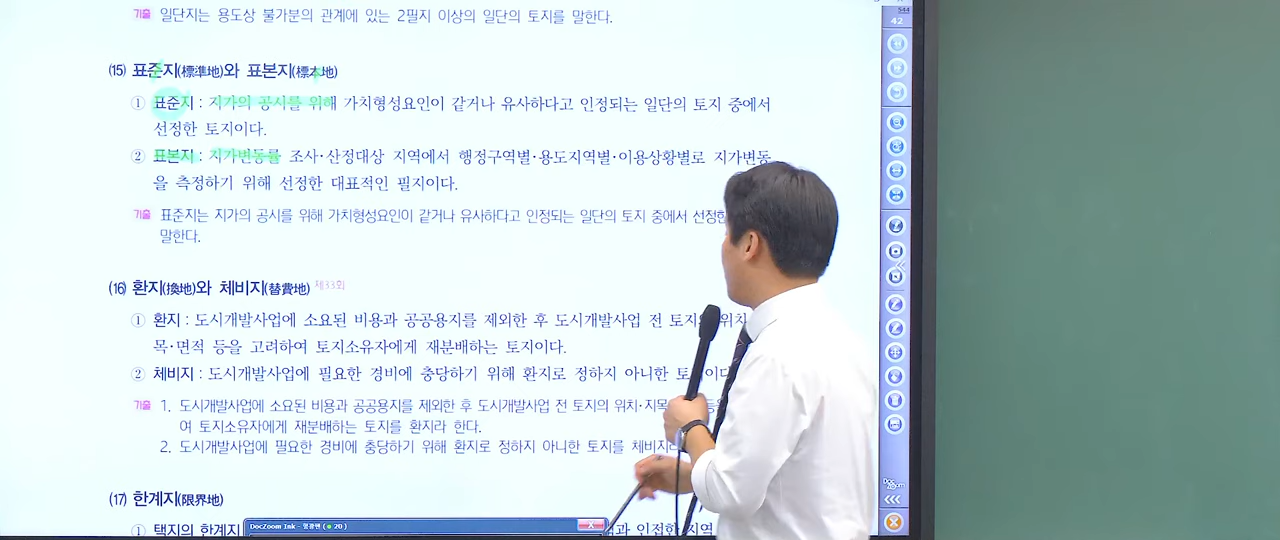 기출 일단지는 용도상 불가분의 관계에 있는 2필지 이상의 일단의 토지를 말한다.
⒂ 표준지(標準地)와 표본지(標本地)
① 표준지 : 지가의 공시를 위해 가치형성요인이 같거나 유사하다고 인정되는 일단의 토지 중에서
선정한 토지이다.
② 표본지 : 지가변동률 조사·산정대상 지역에서 행정구역별·용도지역별·이용상황별로 지가변동
을 측정하기 위해 선정한 대표적인 필지이다.
기출 표준지는 지가의 공시를 위해 가치형성요인이 같거나 유사하다고 인정되는 일단의 토지 중에서
말한다.
⒃ 환지(換地)와 체비지(替費地) 제33회
① 환지 : 도시개발사업에 소요된 비용과 공공용지를 제외한 후 도시개발사업 전
목·면적 등을 고려하여 토지소유자에게 재분배하는 토지이다.
② 체비지 : 도시개발사업에 필요한 경비에 충당하기 위해 환지로 정하지 아니한
기출 1. 도시개발사업에 소요된 비용과 공공용지를 제외한 후 도시개발사업 전 토지의 위치·지목
여 토지소유자에게 재분배하는 토지를 환지라 한다.
2. 도시개발사업에 필요한 경비에 충당하기 위해 환지로 정하지 아니한 토지를
⒄ 한계지(限界地)
① 택지의 한계지
인접한 지역
42